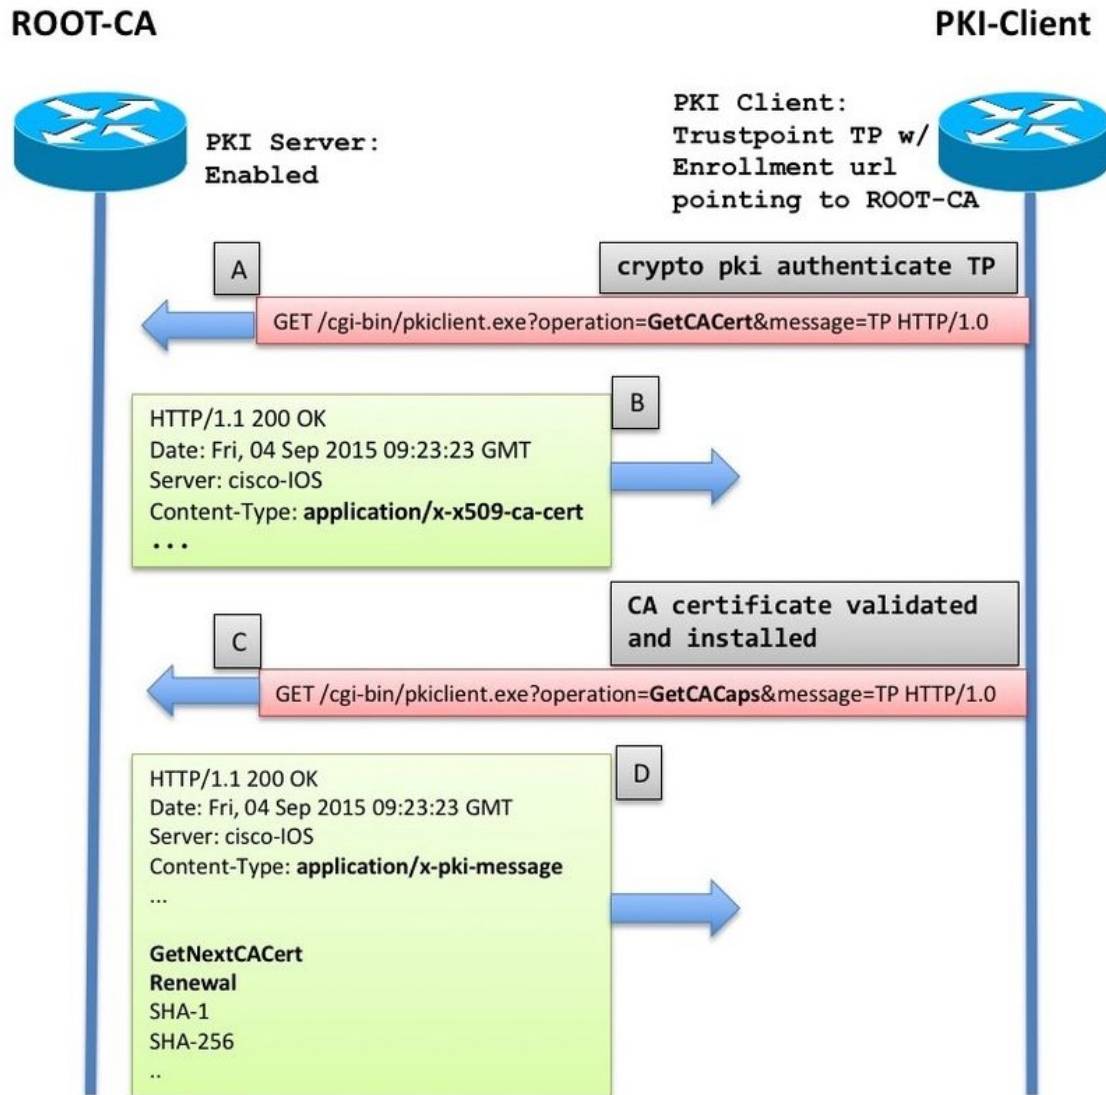 ROOT-CA
PKI-Client
PKI Server:
Enabled
PKI Client:
Trustpoint TP w/
Enrollment url
pointing to ROOT-CA
A
crypto pki authenticate TP
GET /cgi-bin/pkiclient.exe?operation=GetCACert&message=TP HTTP/1.0
B
HTTP/1.1 200 OK
Date: Fri, 04 Sep 2015 09:23:23 GMT
Server: cisco-IOS
Content-Type: application/x-x509-ca-cert
...
CA certificate validated
and installed
C
GET /cgi-bin/pkiclient.exe?operation=GetCACaps&message=TP HTTP/1.0
D
HTTP/1.1 200 OK
Date: Fri, 04 Sep 2015 09:23:23 GMT
Server: cisco-IOS
Content-Type: application/x-pki-message
...
GetNextCACert
Renewal
SHA-1
SHA-256
..